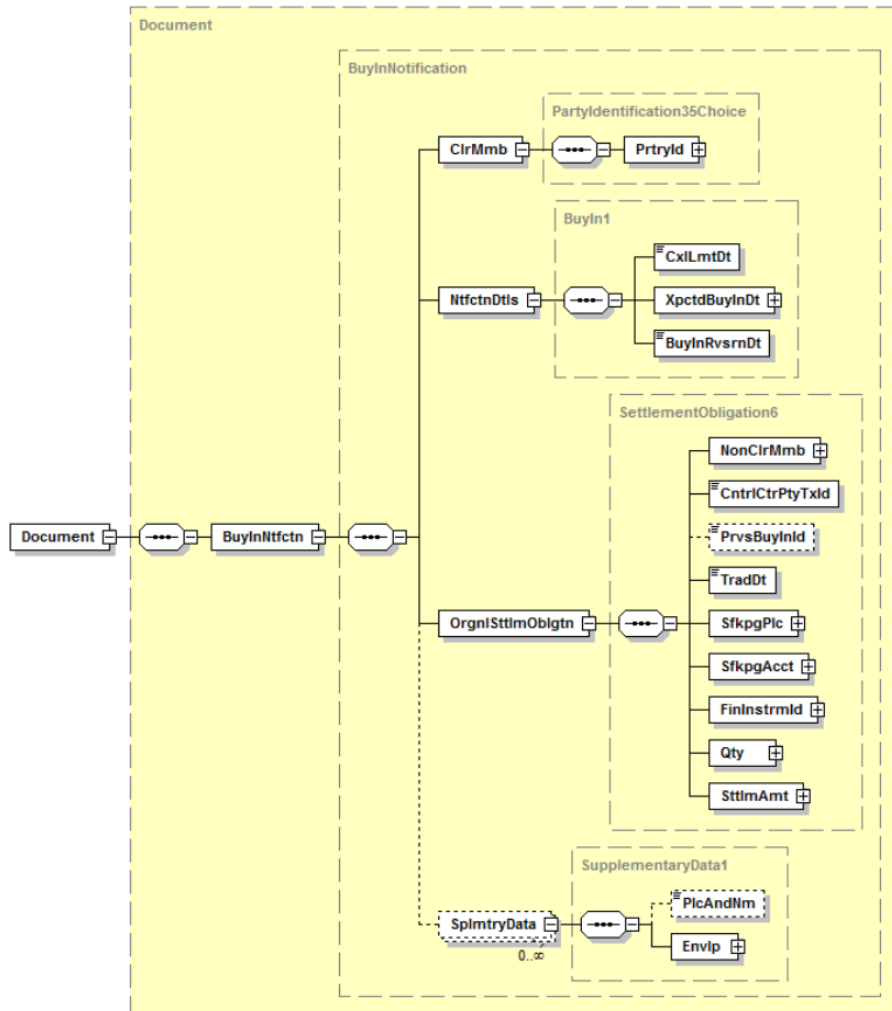 Document
BuyInNotification
PartyIdentification35Choice
ClrMmb
PrtryId
BuyIn1
CxlLmtDt
NtfctnDtls
XpctdBuyInDt
BuyInRvsrnDt
SettlementObligation6
NonClrMmb
CntrlCtrPtyTxId
Document
BuyInNtfctn
PrvsBuyInId
TradDt
OrgnlSttlmOblgtn
SfkpgPlc
SfkpgAcct
FinInstrmId
Qty
SttlmAmt
SupplementaryData1
PlcAndNm
SplmtryData
Envlp
0..∞